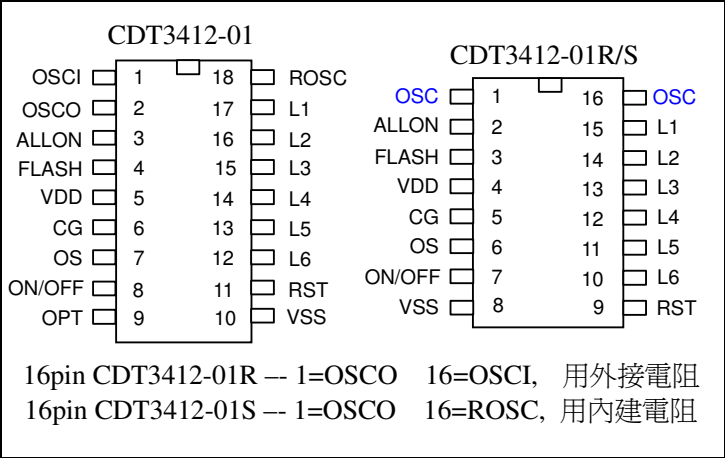 CDT3412-01
OSCI 1 18 ROSC
OSCO 2 17 L1
ALLON 3 16 L2
FLASH 4 15 L3
VDD 5 14 L4
CG 6 13 L5
OS 7 12 L6
ON/OFF 8 11 RST
OPT 9 10 VSS
CDT3412-01R/S
OSC 1 16 OSC
ALLON 2 15 L1
FLASH 3 14 L2
VDD 4 13 L3
CG 5 12 L4
OS 6 11 L5
ON/OFF 7 10 L6
VSS 8 9 RST
16pin CDT3412-01R –- 1=OSCO 16=OSCI, 用外接電阻
16pin CDT3412-01S –- 1=OSCO 16=ROSC, 用內建電阻